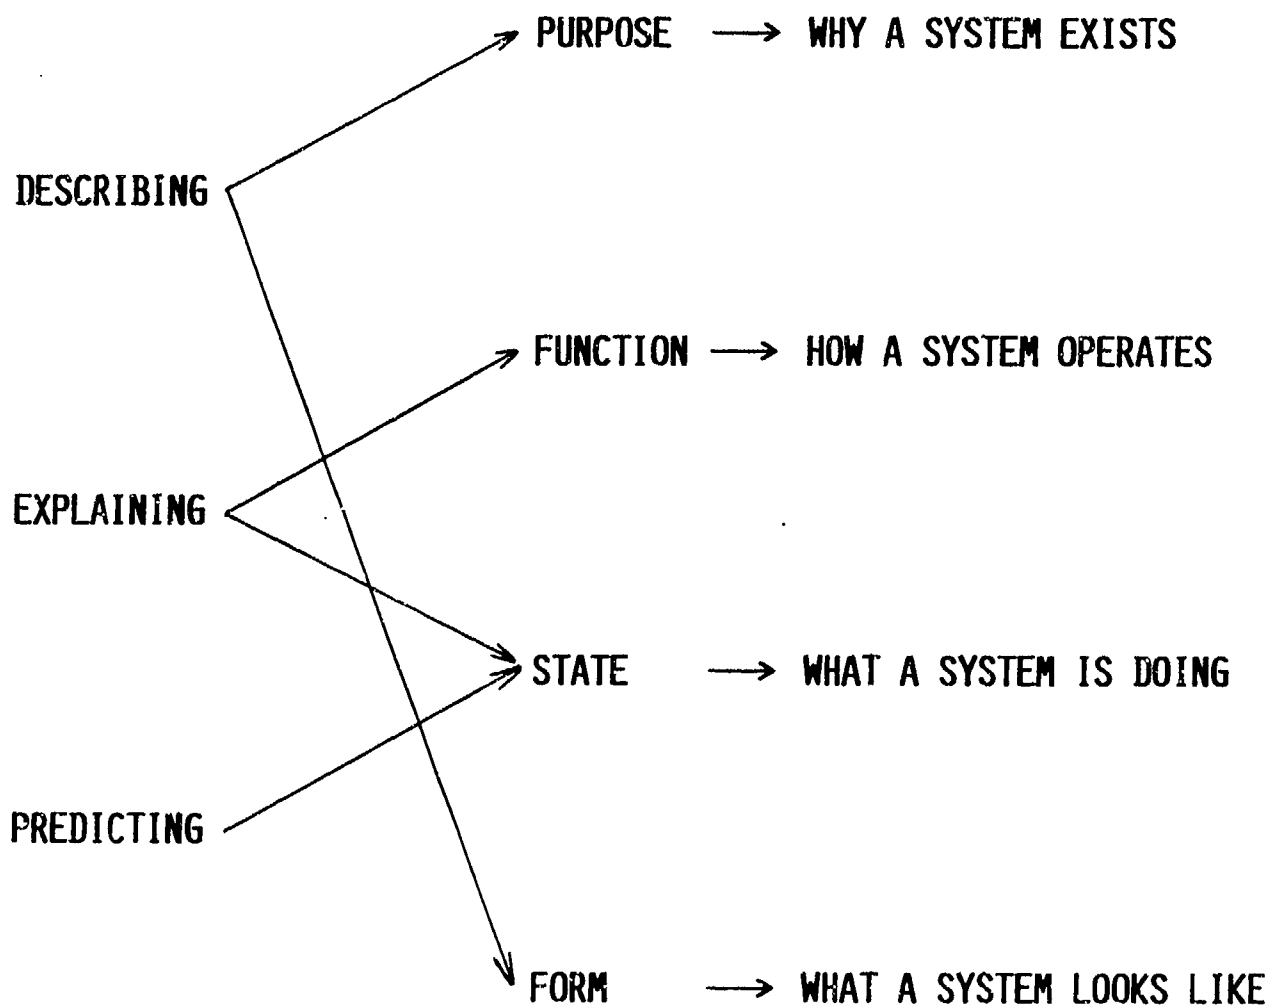 PURPOSE → WHY A SYSTEM EXISTS
DESCRIBING
FUNCTION → HOW A SYSTEM OPERATES
EXPLAINING
STATE → WHAT A SYSTEM IS DOING
PREDICTING
FORM → WHAT A SYSTEM LOOKS LIKE